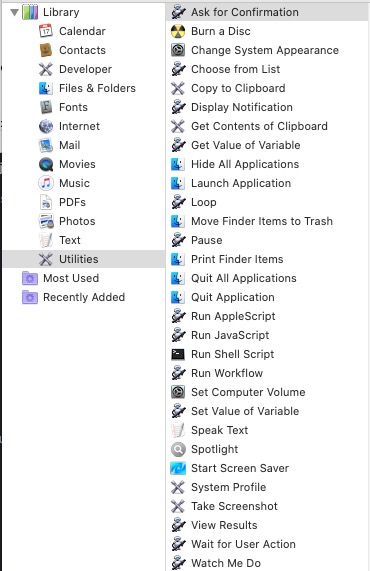 Library
Calendar
Contacts
Developer
Files & Folders
Fonts
Internet
Mail
Movies
Music
PDFs
Photos
Text
Utilities
Most Used
Recently Added
Ask for Confirmation
Burn a Disc
Change System Appearance
Choose from List
Copy to Clipboard
Display Notification
Get Contents of Clipboard
Get Value of Variable
Hide All Applications
Launch Application
Loop
Move Finder Items to Trash
Pause
Print Finder Items
Quit All Applications
Quit Application
Run AppleScript
Run JavaScript
Run Shell Script
Run Workflow
Set Computer Volume
Set Value of Variable
Speak Text
Spotlight
Start Screen Saver
System Profile
Take Screenshot
View Results
Wait for User Action
Watch Me Do